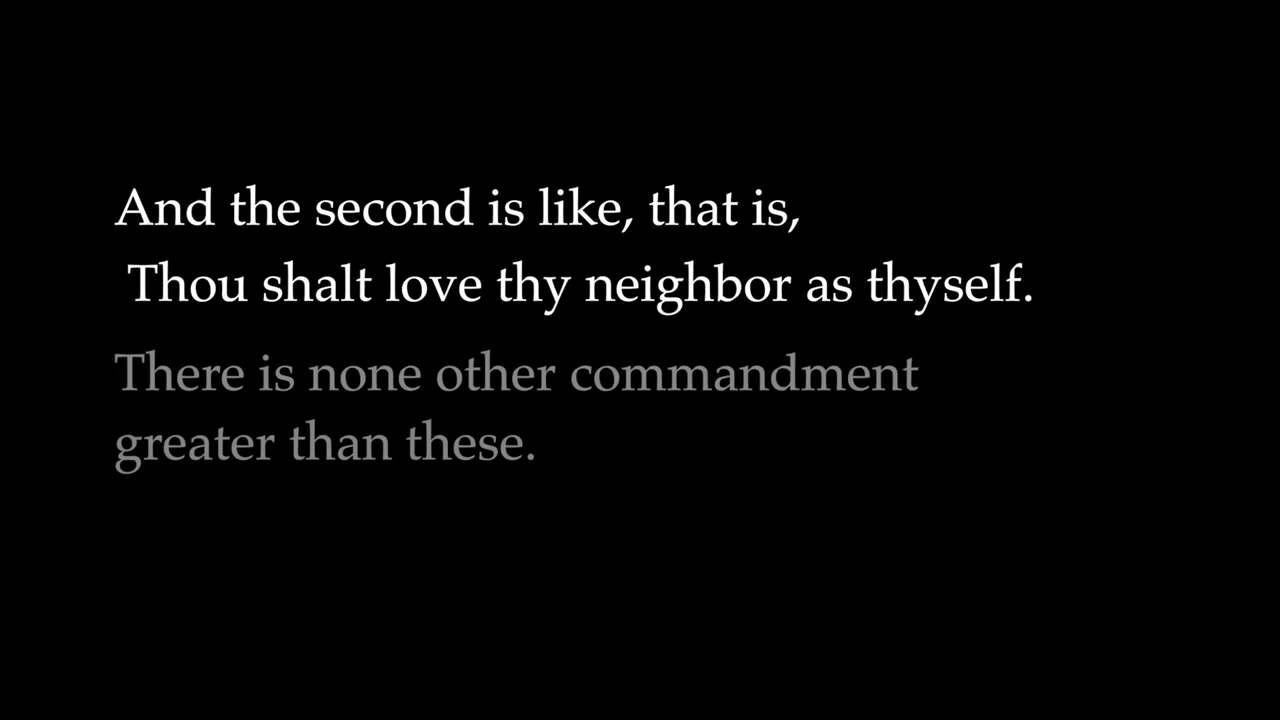 And the second is like, that is,
Thou shalt love thy neighbor as thyself.
There is none other commandment
greater than these.